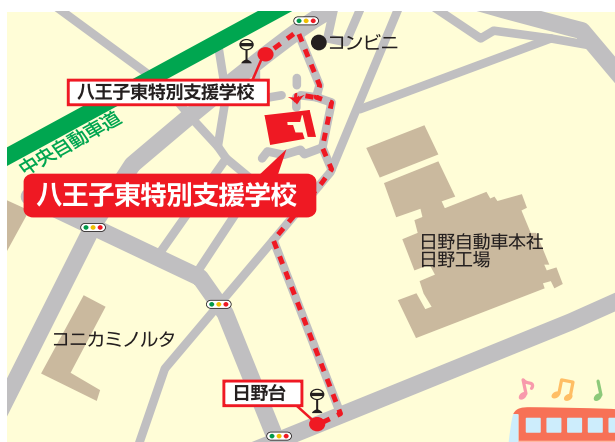 コンビニ
八王子東特別支援学校
中央自動車道
八王子東特別支援学校
日野自動車本社
日野工場
コニカミノルタ
日野台